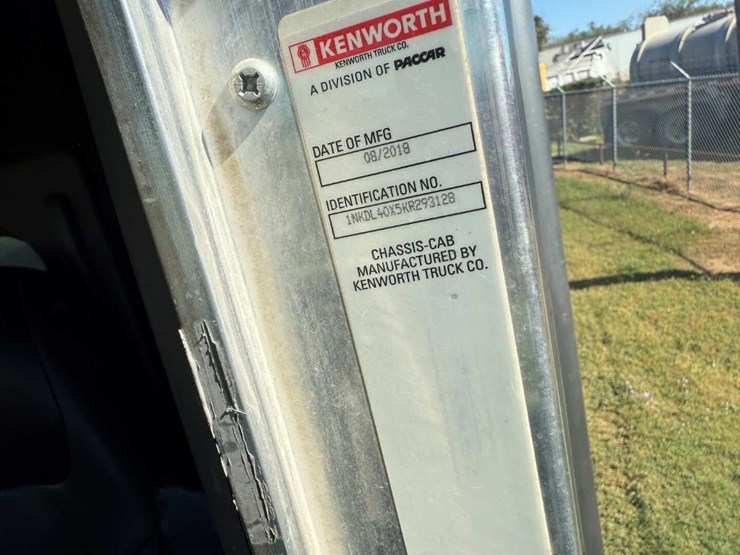 KENWORTH
KENWORTH TRUCK CO.
A DIVISION OF PACCAR
DATE OF MFG
08/2018
IDENTIFICATION NO.
1NKDL40X5KR293128
CHASSIS-CAB
MANUFACTURED BY
KENWORTH TRUCK CO.